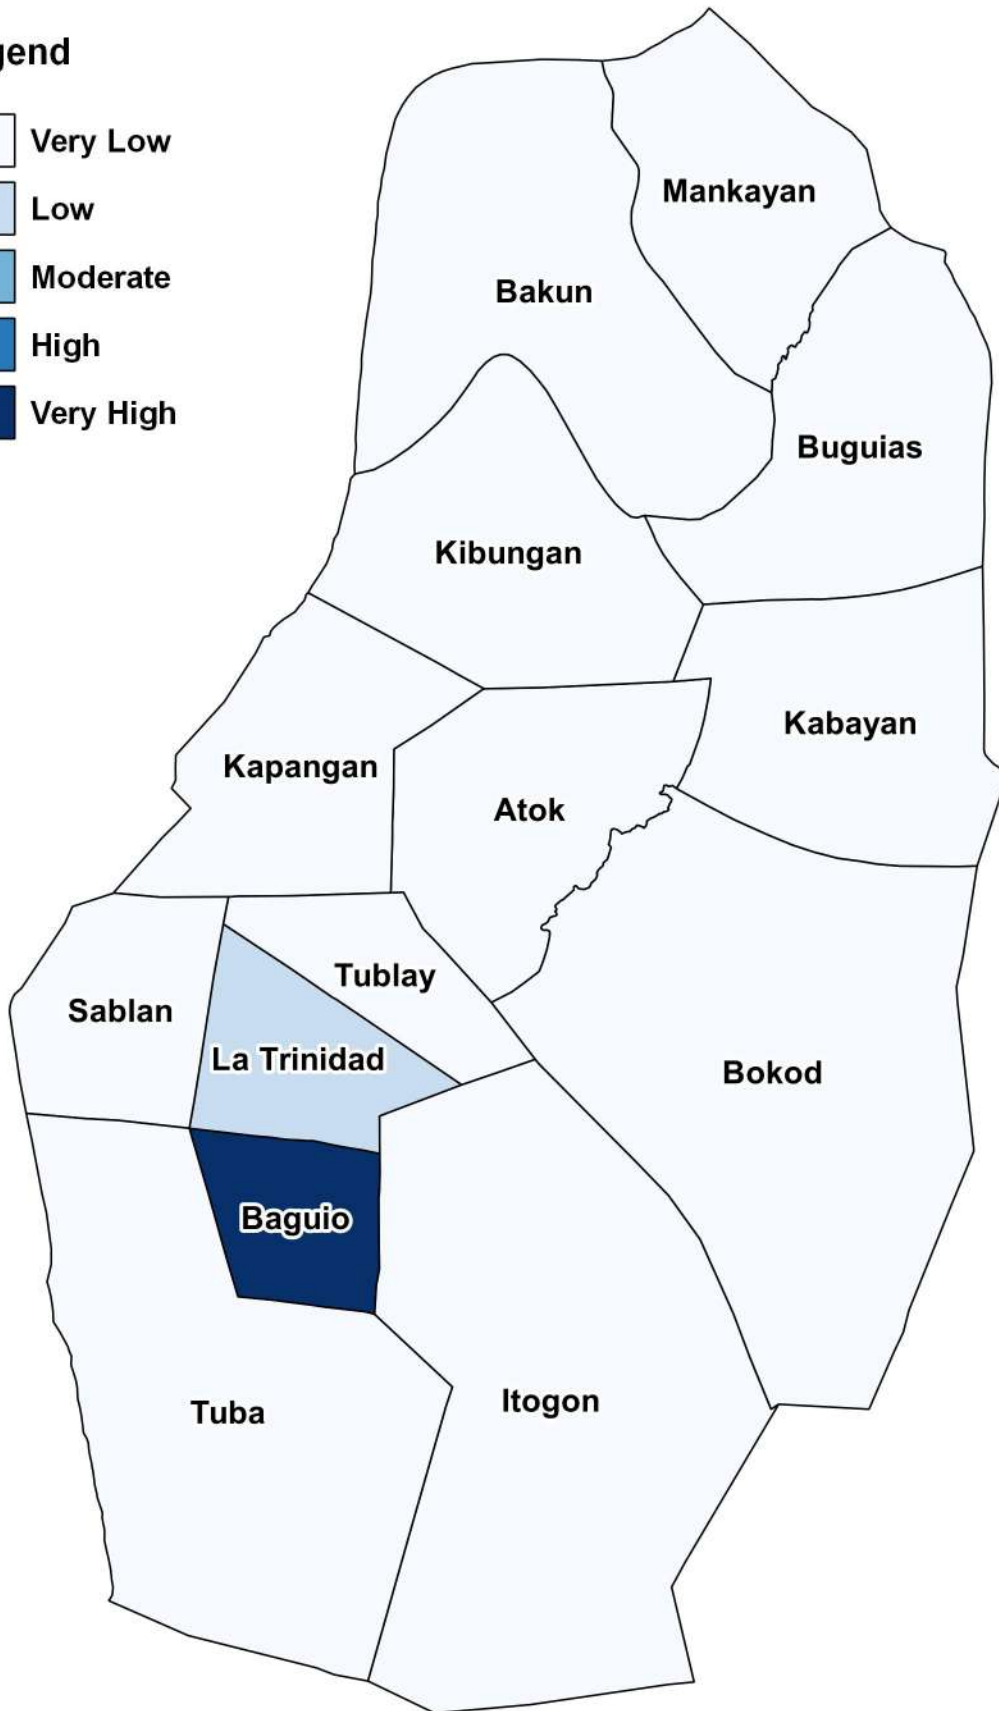 gend
Very Low
Low
Moderate
High
Very High
Mankayan
Bakun
Buguias
Kibungan
Kabayan
Kapangan
Atok
Tublay
Sablan
La Trinidad
Bokod
Baguio
Itogon
Tuba